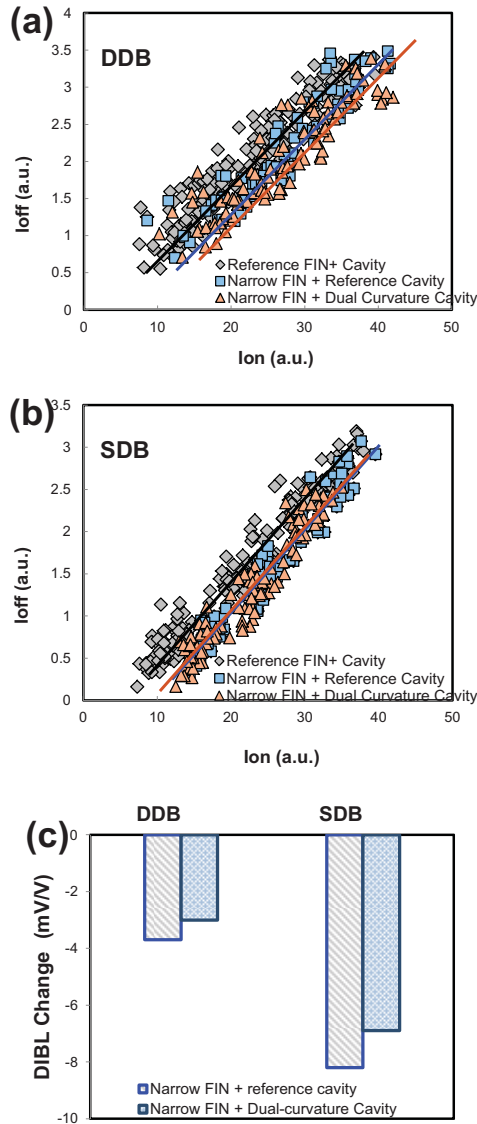 (a)
DDB
Ioff (a.u.)
4
3.5
3
2.5
2
1.5
1
0.5
0
0 10 20 30 40 50
Ion (a.u.)
Reference FIN+ Cavity
Narrow FIN + Reference Cavity
Narrow FIN + Dual Curvature Cavity
(b)
SDB
Ioff (a.u.)
3.5
3
2.5
2
1.5
1
0.5
0
0 10 20 30 40 50
Ion (a.u.)
Reference FIN+ Cavity
Narrow FIN + Reference Cavity
Narrow FIN + Dual Curvature Cavity
(c)
DDB SDB
DIBL Change (mV/V)
0
-2
-4
-6
-8
-10
Narrow FIN + reference cavity
Narrow FIN + Dual-curvature Cavity